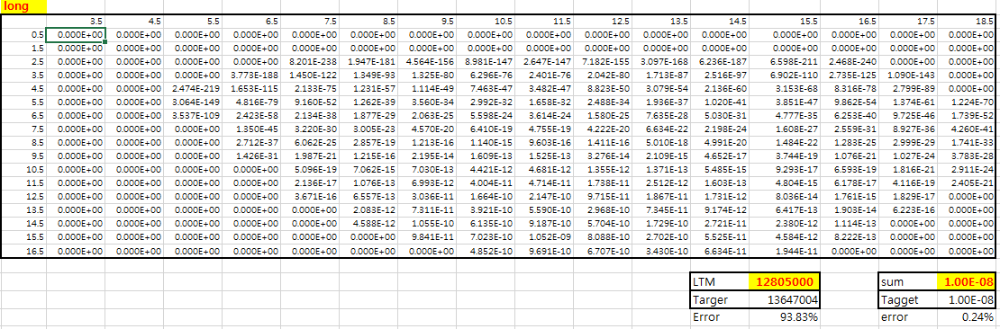 long
3.5 4.5 5.5 6.5 7.5 8.5 9.5 10.5 11.5 12.5 13.5 14.5 15.5 16.5 17.5 18.5
0.5 0.000E+00 0.000E+00 0.000E+00 0.000E+00 0.000E+00 0.000E+00 0.000E+00 0.000E+00 0.000E+00 0.000E+00 0.000E+00 0.000E+00 0.000E+00 0.000E+00 0.000E+00 0.000E+00
1.5 0.000E+00 0.000E+00 0.000E+00 0.000E+00 0.000E+00 0.000E+00 0.000E+00 0.000E+00 0.000E+00 0.000E+00 0.000E+00 0.000E+00 0.000E+00 0.000E+00 0.000E+00 0.000E+00
2.5 0.000E+00 0.000E+00 0.000E+00 0.000E+00 8.201E-238 1.947E-181 4.564E-156 8.981E-147 2.647E-147 7.182E-155 3.097E-168 6.236E-187 6.598E-211 2.468E-240 0.000E+00 0.000E+00
3.5 0.000E+00 0.000E+00 0.000E+00 3.773E-188 1.450E-122 1.349E-93 1.325E-80 6.296E-76 2.401E-76 2.042E-80 1.713E-87 2.516E-97 6.902E-110 2.735E-125 1.090E-143 0.000E+00
4.5 0.000E+00 0.000E+00 2.474E-219 1.653E-115 2.133E-75 1.231E-57 1.114E-49 7.463E-47 3.482E-47 8.823E-50 3.079E-54 2.136E-60 3.153E-68 8.316E-78 2.799E-89 0.000E+00
5.5 0.000E+00 0.000E+00 3.064E-149 4.816E-79 9.160E-52 1.262E-39 3.560E-34 2.992E-32 1.658E-32 2.488E-34 1.936E-37 1.020E-41 3.851E-47 9.862E-54 1.374E-61 1.224E-70
6.5 0.000E+00 0.000E+00 3.537E-109 2.423E-58 2.134E-38 1.877E-29 2.063E-25 5.598E-24 3.614E-24 1.580E-25 7.635E-28 5.030E-31 4.777E-35 6.253E-40 9.725E-46 1.739E-52
7.5 0.000E+00 0.000E+00 0.000E+00 1.350E-45 3.220E-30 3.005E-23 4.570E-20 6.410E-19 4.755E-19 4.222E-20 6.634E-22 2.198E-24 1.608E-27 2.559E-31 8.927E-36 4.260E-41
8.5 0.000E+00 0.000E+00 0.000E+00 2.712E-37 6.062E-25 2.857E-19 1.213E-16 1.140E-15 9.603E-16 1.411E-16 5.010E-18 4.991E-20 1.484E-22 1.283E-25 2.999E-29 1.741E-33
9.5 0.000E+00 0.000E+00 0.000E+00 1.426E-31 1.987E-21 1.215E-16 2.195E-14 1.609E-13 1.525E-13 3.276E-14 2.109E-15 4.652E-17 3.744E-19 1.076E-21 1.027E-24 3.783E-28
10.5 0.000E+00 0.000E+00 0.000E+00 0.000E+00 5.096E-19 7.062E-15 7.030E-13 4.421E-12 4.681E-12 1.355E-12 1.371E-13 5.485E-15 9.293E-17 6.593E-19 1.816E-21 2.911E-24
11.5 0.000E+00 0.000E+00 0.000E+00 0.000E+00 2.136E-17 1.076E-13 6.993E-12 4.004E-11 4.714E-11 1.738E-11 2.512E-12 1.603E-13 4.804E-15 6.178E-17 4.116E-19 2.405E-21
12.5 0.000E+00 0.000E+00 0.000E+00 0.000E+00 3.671E-16 6.557E-13 3.036E-11 1.664E-10 2.147E-10 9.715E-11 1.867E-11 1.731E-12 8.036E-14 1.761E-15 1.829E-17 0.000E+00
13.5 0.000E+00 0.000E+00 0.000E+00 0.000E+00 0.000E+00 2.083E-12 7.311E-11 3.921E-10 5.590E-10 2.968E-10 7.345E-11 9.174E-12 6.417E-13 1.903E-14 6.223E-16 0.000E+00
14.5 0.000E+00 0.000E+00 0.000E+00 0.000E+00 0.000E+00 4.588E-12 1.055E-10 6.135E-10 9.187E-10 5.704E-10 1.729E-10 2.721E-11 2.380E-12 1.114E-13 0.000E+00 0.000E+00
15.5 0.000E+00 0.000E+00 0.000E+00 0.000E+00 0.000E+00 0.000E+00 9.841E-11 7.023E-10 1.052E-09 8.088E-10 2.702E-10 5.525E-11 4.584E-12 8.222E-13 0.000E+00 0.000E+00
16.5 0.000E+00 0.000E+00 0.000E+00 0.000E+00 0.000E+00 0.000E+00 0.000E+00 4.852E-10 9.691E-10 6.707E-10 3.430E-10 6.634E-11 1.944E-11 0.000E+00 0.000E+00 0.000E+00
LTM 12805000 sum 1.00E-08
Targer 13647004 Tagget 1.00E-08
Error 93.83% error 0.24%